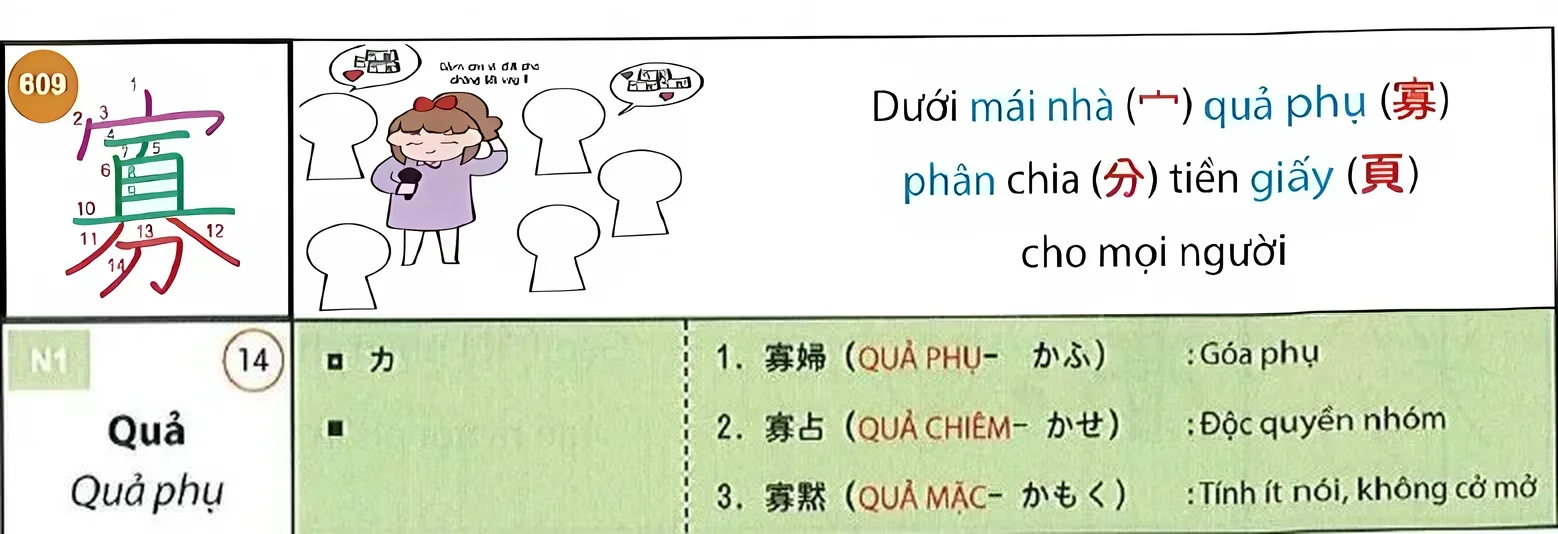 609
1
2
3
4
5
6
7
8
9
10
11
12
13
14
Dưới mái nhà (宀) quả phụ (寡)
phân chia (分) tiền giấy (頁)
cho mọi người
N1
14
Quả
Quả phụ
カ
1. 寡婦 (QUẢ PHỤ- かふ) : Góa phụ
2. 寡占 (QUẢ CHIÊM- かせ) : Độc quyền nhóm
3. 寡黙 (QUẢ MẶC- かもく) : Tính ít nói, không cở mở